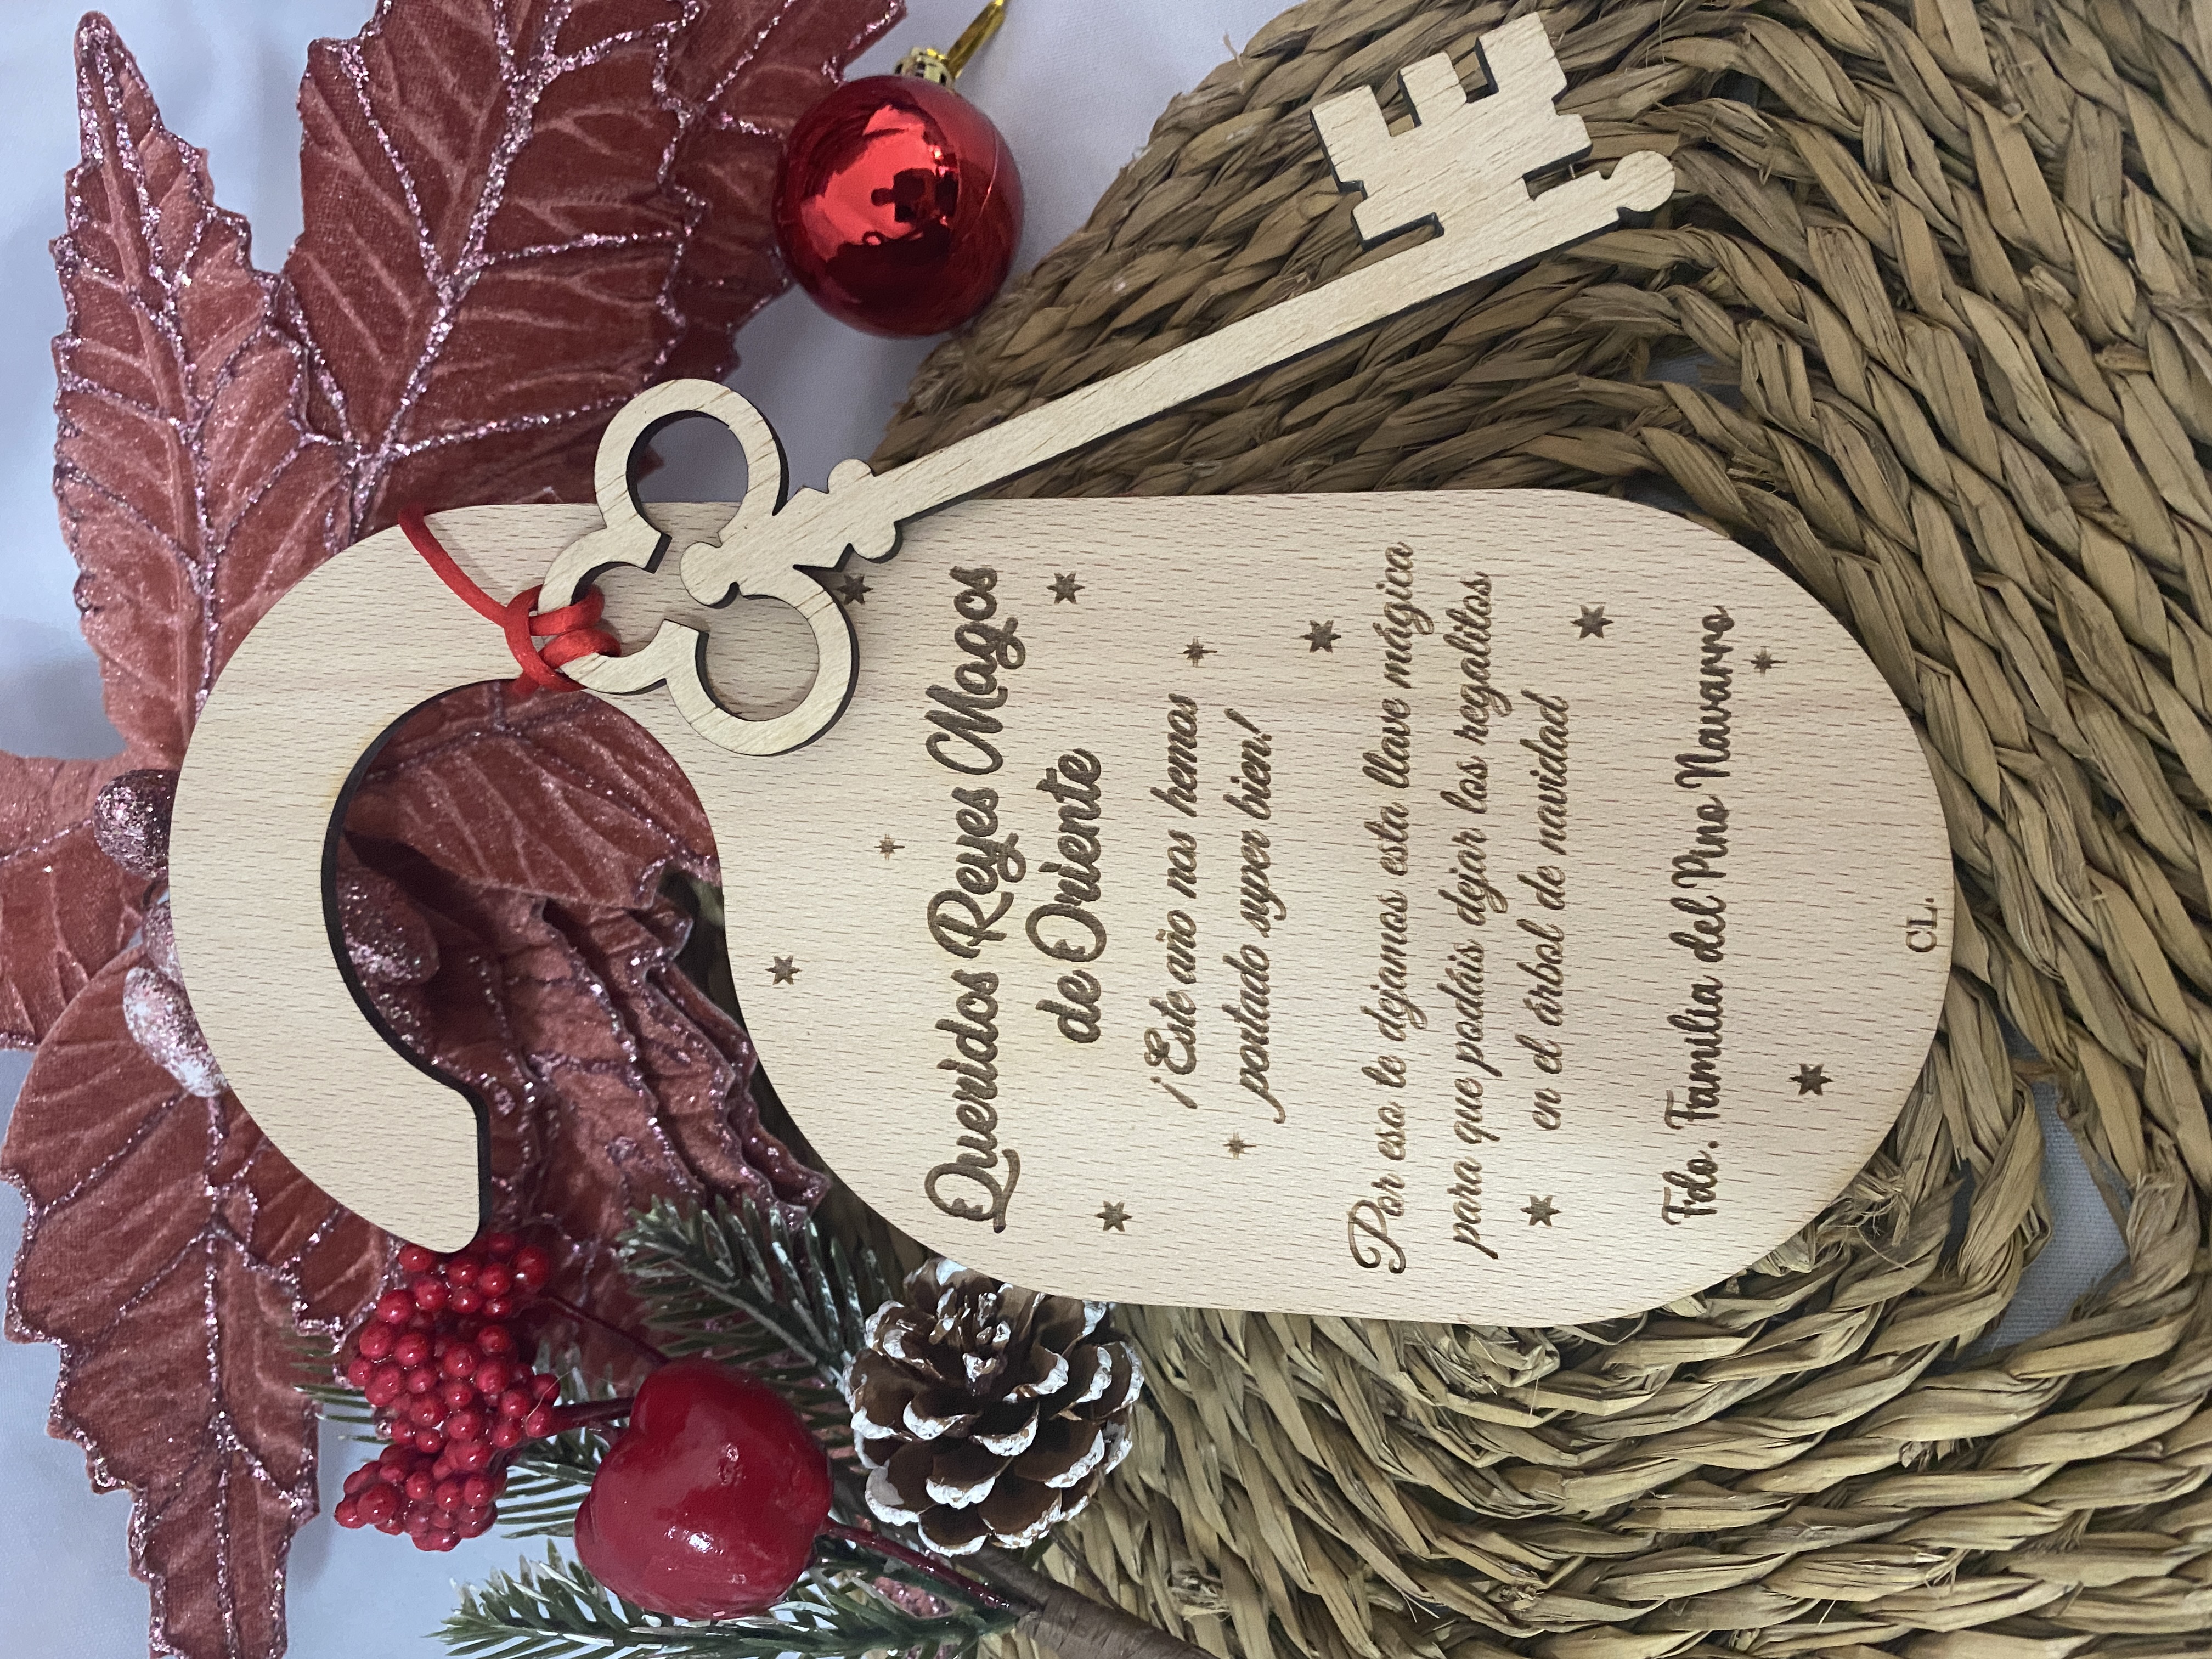 Queridos Reyes Magos
de Oriente
¡Este año nos hemos
portado super bien!
Por eso te dejamos esta llave mágica
para que podáis dejar los regalitos
en el árbol de navidad
Fdo. Familia del Pino Navarro
CL.